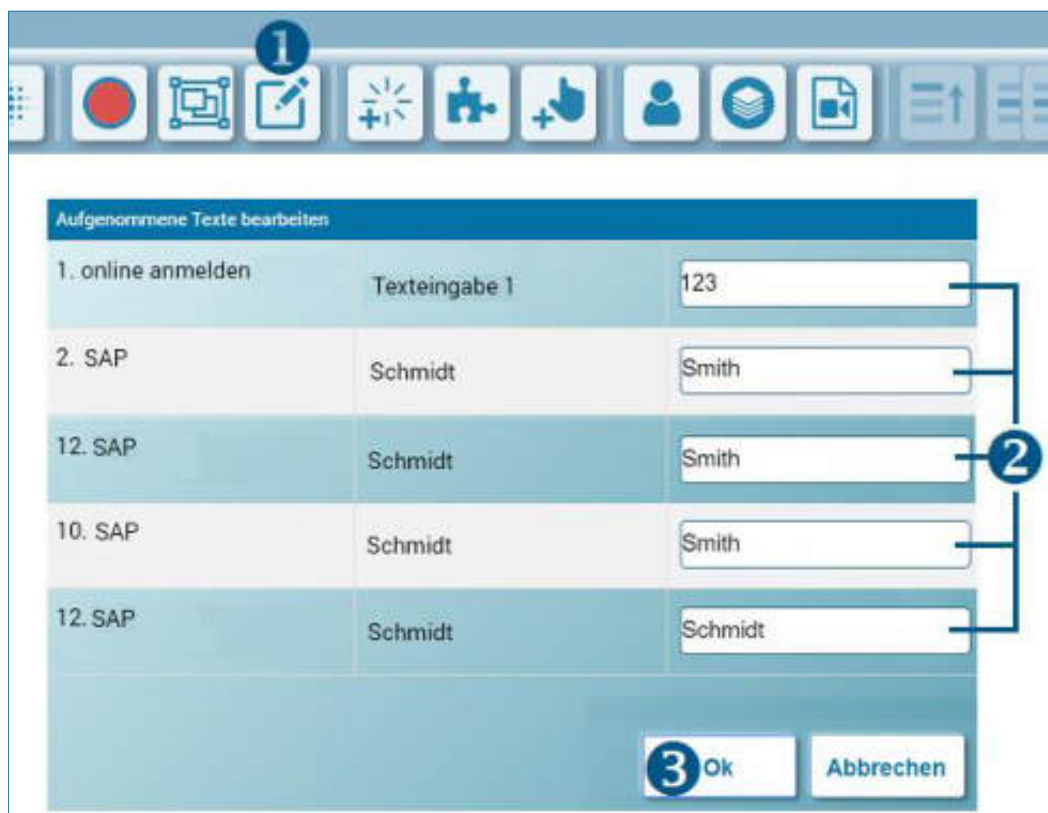 1
Aufgenommene Texte bearbeiten
1. online anmelden Texteingabe 1 123
2. SAP Schmidt Smith
12. SAP Schmidt Smith
2
10. SAP Schmidt Smith
12. SAP Schmidt Schmidt
3 Ok Abbrechen